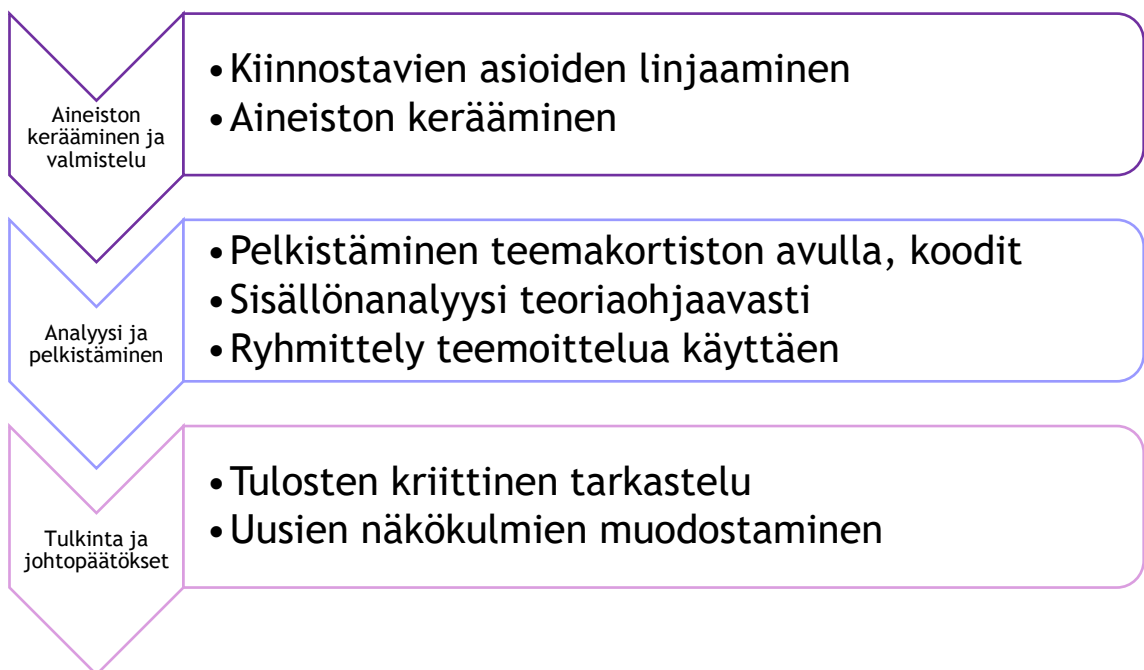 Aineiston
kerääminen ja
valmistelu
• Kiinnostavien asioiden linjaaminen
• Aineiston kerääminen
Analyysi ja
pelkistäminen
• Pelkistäminen teemakortiston avulla, koodit
• Sisällönanalyysi teoriaohjaavasti
• Ryhmittely teemoittelua käyttäen
Tulkinta ja
johtopäätökset
• Tulosten kriittinen tarkastelu
• Uusien näkökulmien muodostaminen